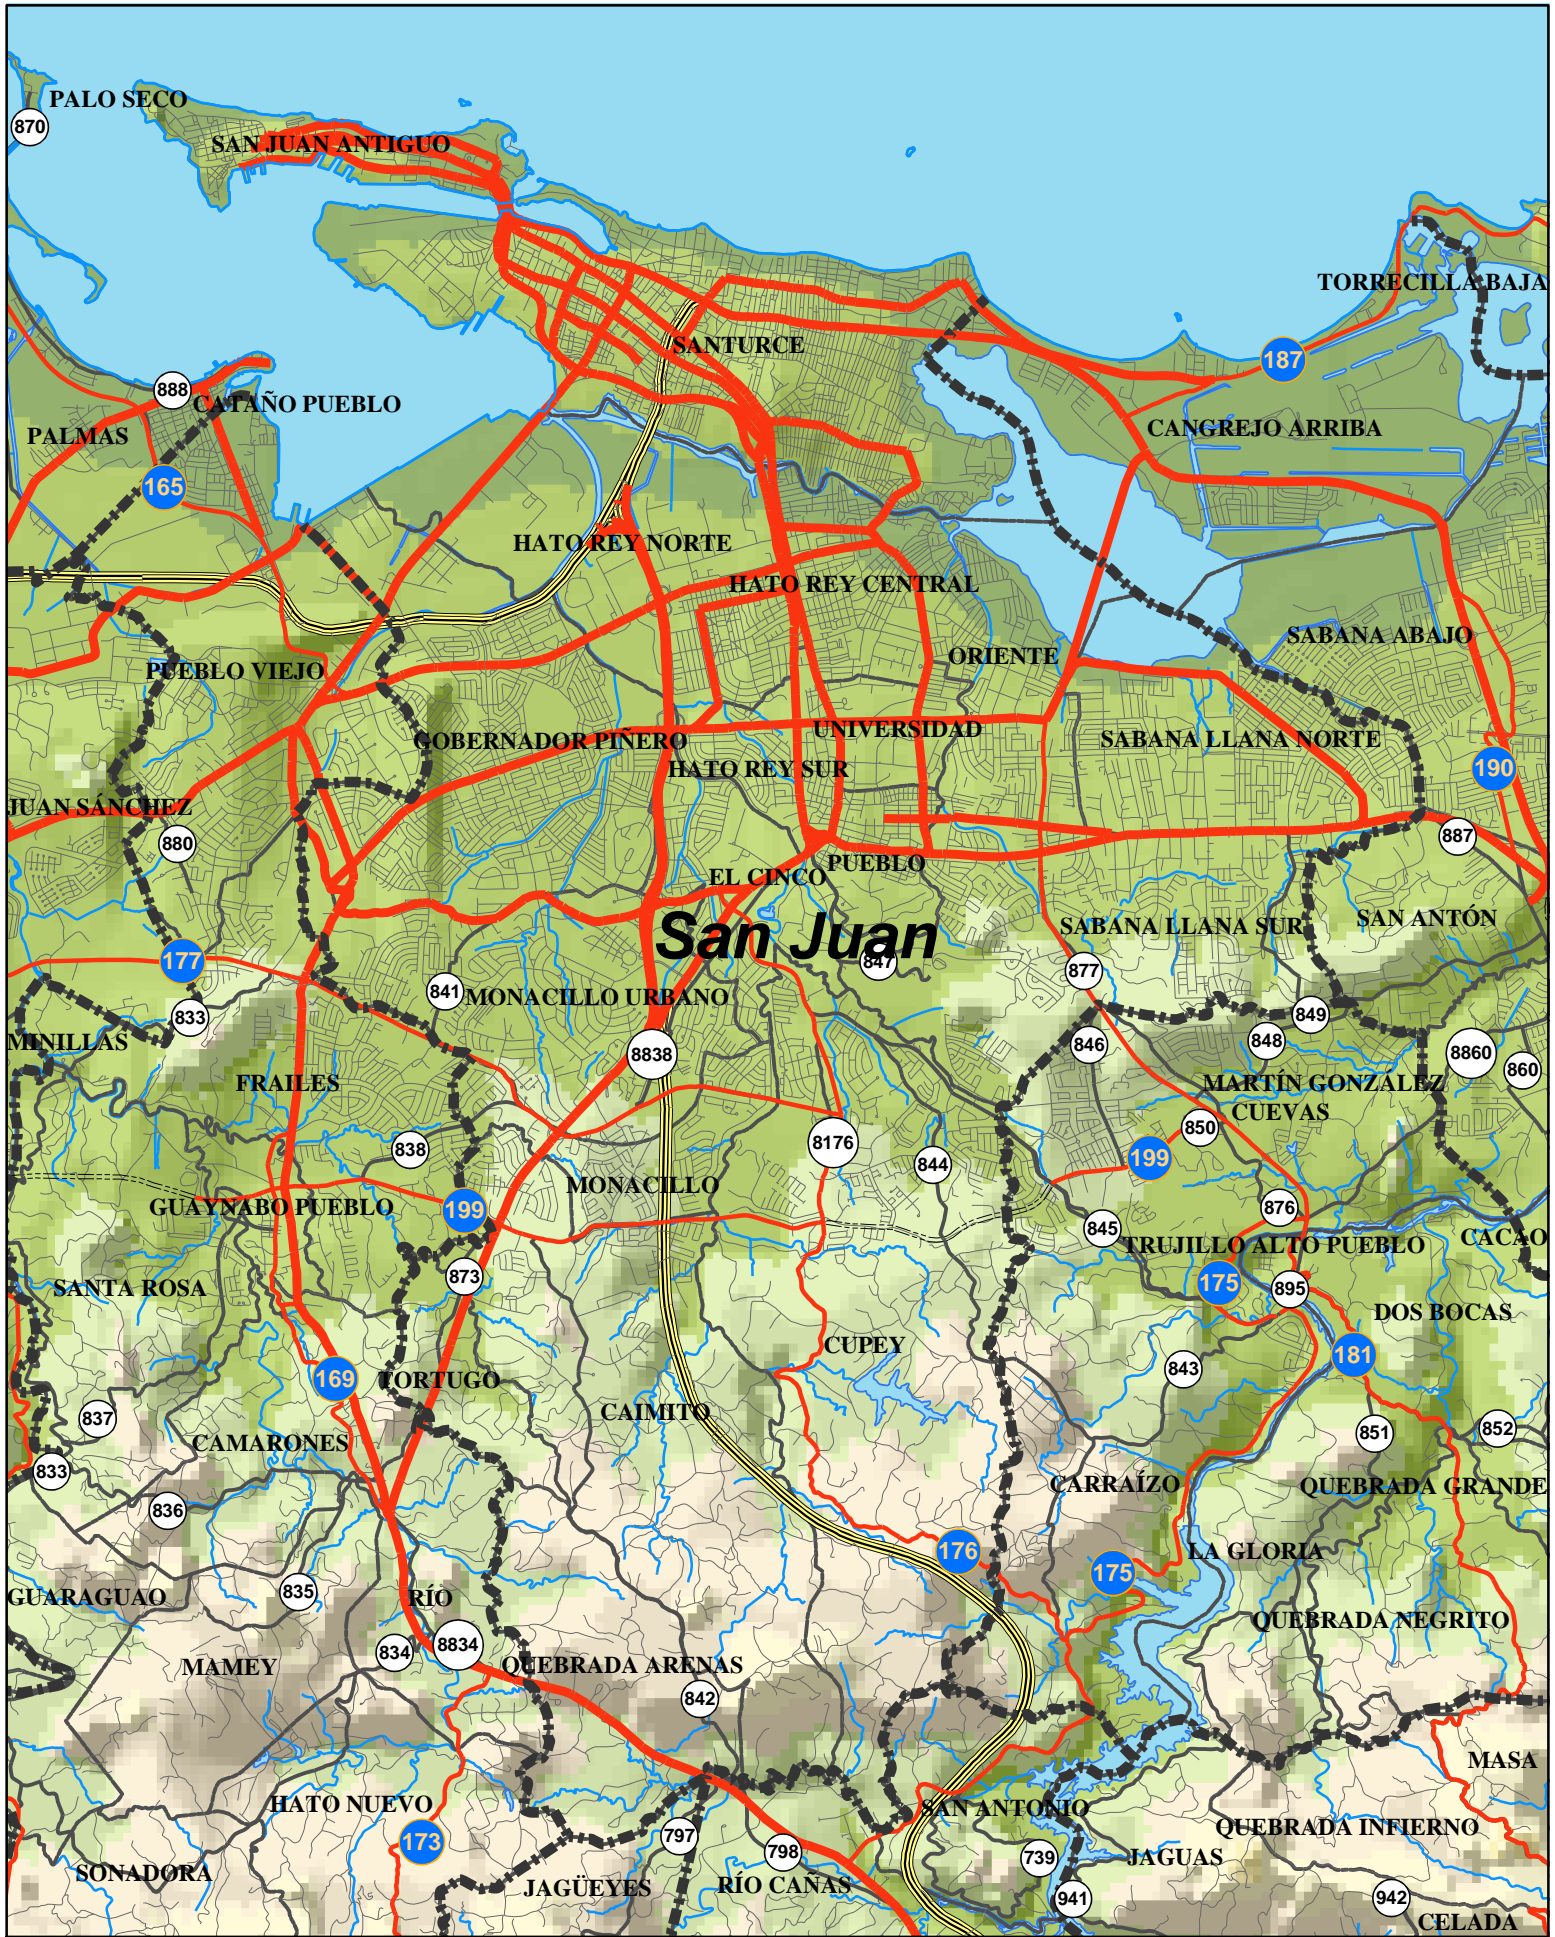 PALO SECO
870
SAN JUAN ANTIGUO
TORRECILLA BAJA
SANTURCE
187
888
CATAÑO PUEBLO
PALMAS
CANGREJO ARRIBA
165
HATO REY NORTE
HATO REY CENTRAL
SABANA ABAJO
ORIENTE
PUEBLO VIEJO
UNIVERSIDAD
GOBERNADOR PIÑERO
SABANA LLANA NORTE
HATO REY SUR
190
JUAN SÁNCHEZ
880
887
PUEBLO
EL CINCO
SAN ANTÓN
SABANA LLANA SUR
San Juan
847
177
877
841
MONACILLO URBANO
833
849
MINILLAS
846
848
8838
8860
860
FRAILES
MARTÍN GONZÁLEZ
CUEVAS
850
8176
838
199
844
MONACILLO
GUAYNABO PUEBLO
199
876
845
CACAO
TRUJILLO ALTO PUEBLO
873
175
895
SANTA ROSA
DOS BOCAS
CUPEY
181
843
169
TORTUGO
CAIMITO
837
852
851
CAMARONES
833
CARRAÍZO
QUEBRADA GRANDE
836
176
LA GLORIA
175
835
GUARAGUAO
RÍO
QUEBRADA NEGRITO
8834
834
MAMEY
QUEBRADA ARENAS
842
MASA
HATO NUEVO
SAN ANTONIO
QUEBRADA INFIERNO
173
797
798
739
JAGUAS
SONADORA
JAGÜEYES
RÍO CAÑAS
941
942
CELADA